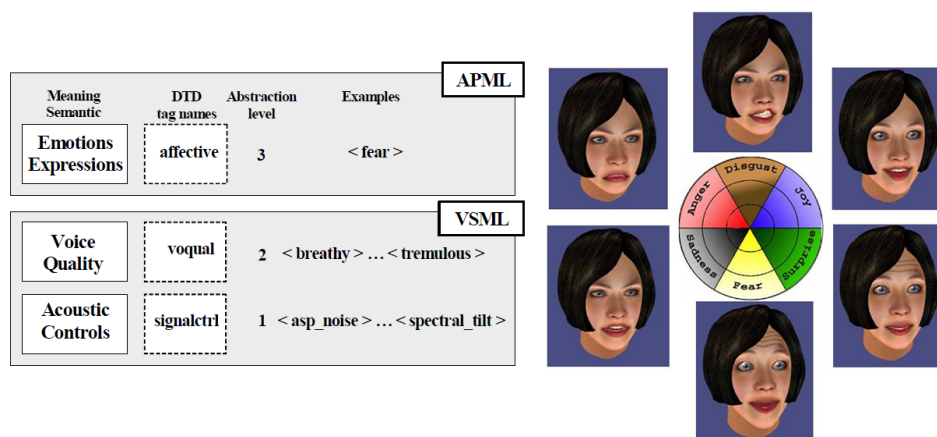 APML
Meaning Semantic
DTD tag names
Abstraction level
Examples
Emotions Expressions
affective
3
< fear >
VSML
Voice Quality
voqual
2
< breathy > … < tremulous >
Acoustic Controls
signalctrl
1
< asp_noise > … < spectral_tilt >
Disgust
Anger
Joy
Sadness
Surprise
Fear